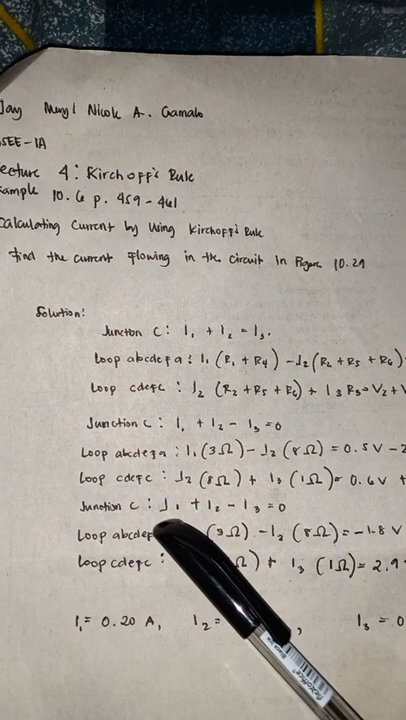 Jay Meryl Nicole A. Gamalo
SEE-1A
ecture 4: Kirchoff's Rule
xample 10.6 p. 459 - 461
Calculating Current by Using Kirchoff's Rule
Find the current flowing in the circuit in Figure 10.29
Solution:
Junction C: I₁ + I₂ = I₃.
Loop abcdefa: I₁(R₁ + R₄) - I₂(R₂ + R₅ + R₆)
Loop cdefc: I₂ (R₂ + R₅ + R₆) + I₃R₃ = V₂ +
Junction C: I₁ + I₂ - I₃ = 0
Loop abcdefa: I₁(3Ω) - I₂ (8Ω) = 0.5V - 2
Loop cdefc: I₂ (8Ω) + I₃ (1Ω) = 0.6V +
Junction C: I₁ + I₂ - I₃ = 0
Loop abcdef (3Ω) - I₂ (8Ω) = -1.8 V
Loop cdefc: Ω) + I₃ (1Ω) = 2.9
I₁ = 0.20 A, I₂ = , I₃ = 0